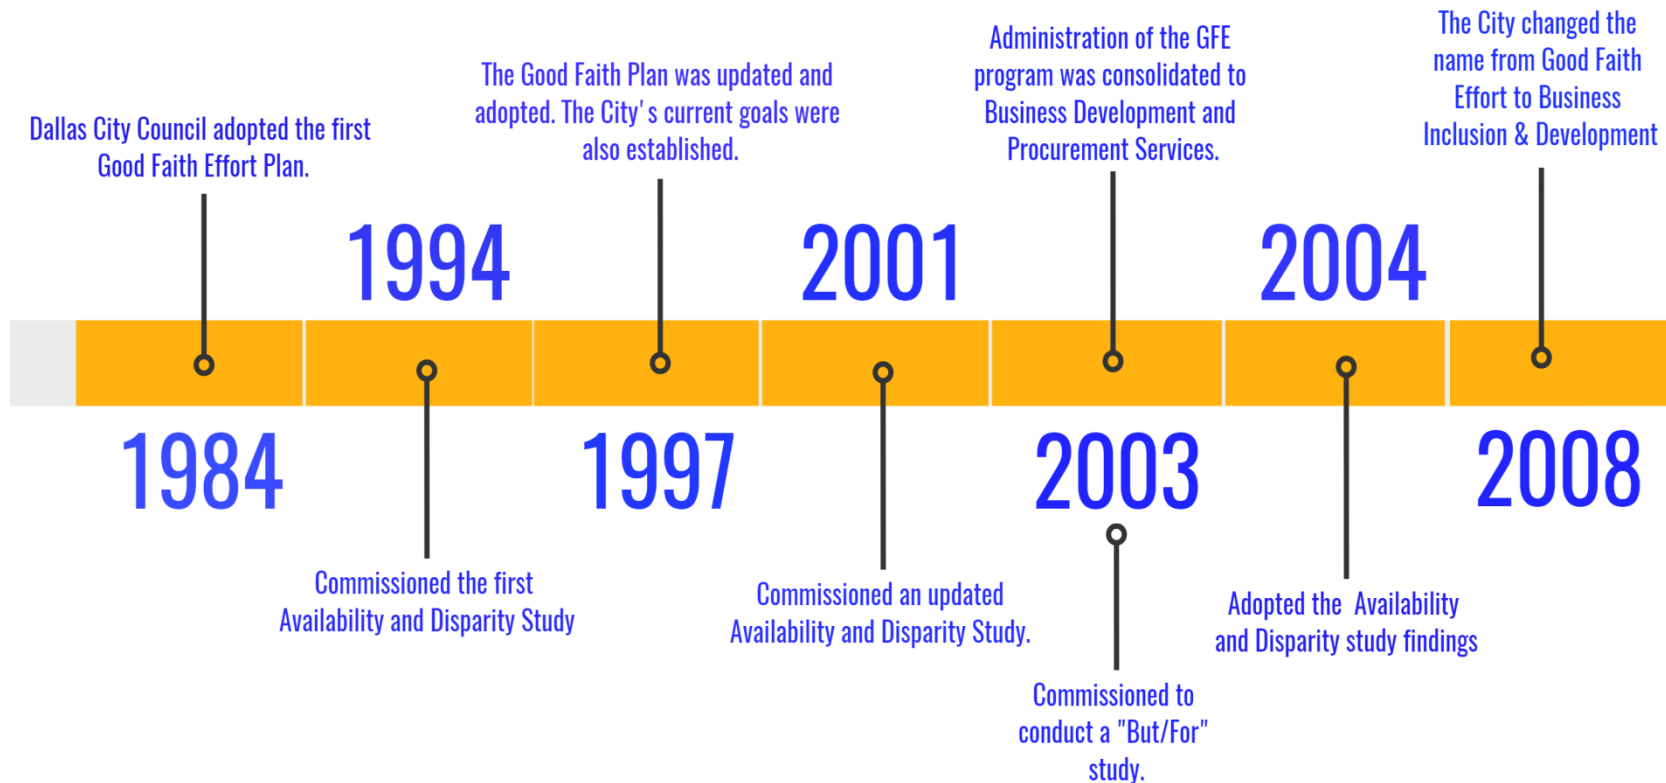 Dallas City Council adopted the first
Good Faith Effort Plan.
1984
1994
Commissioned the first
Availability and Disparity Study
The Good Faith Plan was updated and
adopted. The City's current goals were
also established.
1997
2001
Commissioned an updated
Availability and Disparity Study.
Administration of the GFE
program was consolidated to
Business Development and
Procurement Services.
2003
Commissioned to
conduct a "But/For"
study.
2004
Adopted the Availability
and Disparity study findings
The City changed the
name from Good Faith
Effort to Business
Inclusion & Development
2008